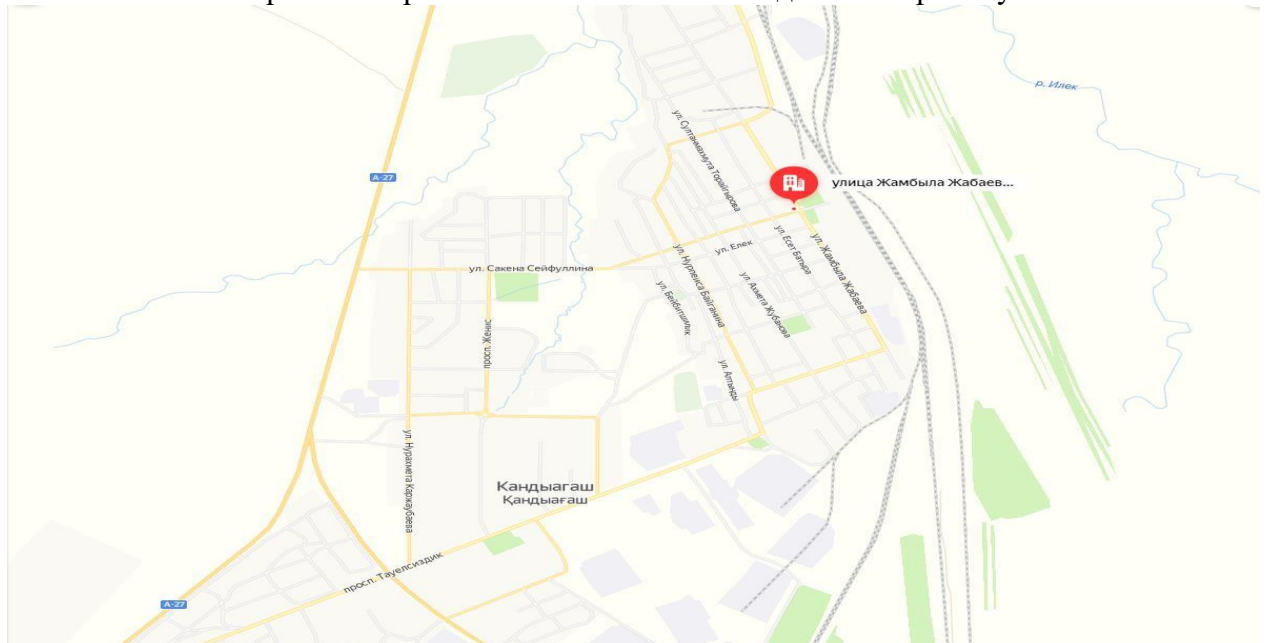 р. Илек
А-27
улица Жамбыла Жабаев...
ул. Султанмахмута Торайгырова
ул. Елек
ул. Есет Батыра
ул. Жамбыла Жабаева
ул. Сакена Сейфуллина
ул. Нурпеиса Байганина
ул. Ахмета Жубанова
ул. Бейбитшилик
просп. Женис
ул. Алтынды
ул. Нурахмета Каржаубаева
Кандыагаш
Қандыағаш
просп. Тауелсиздик
А-27